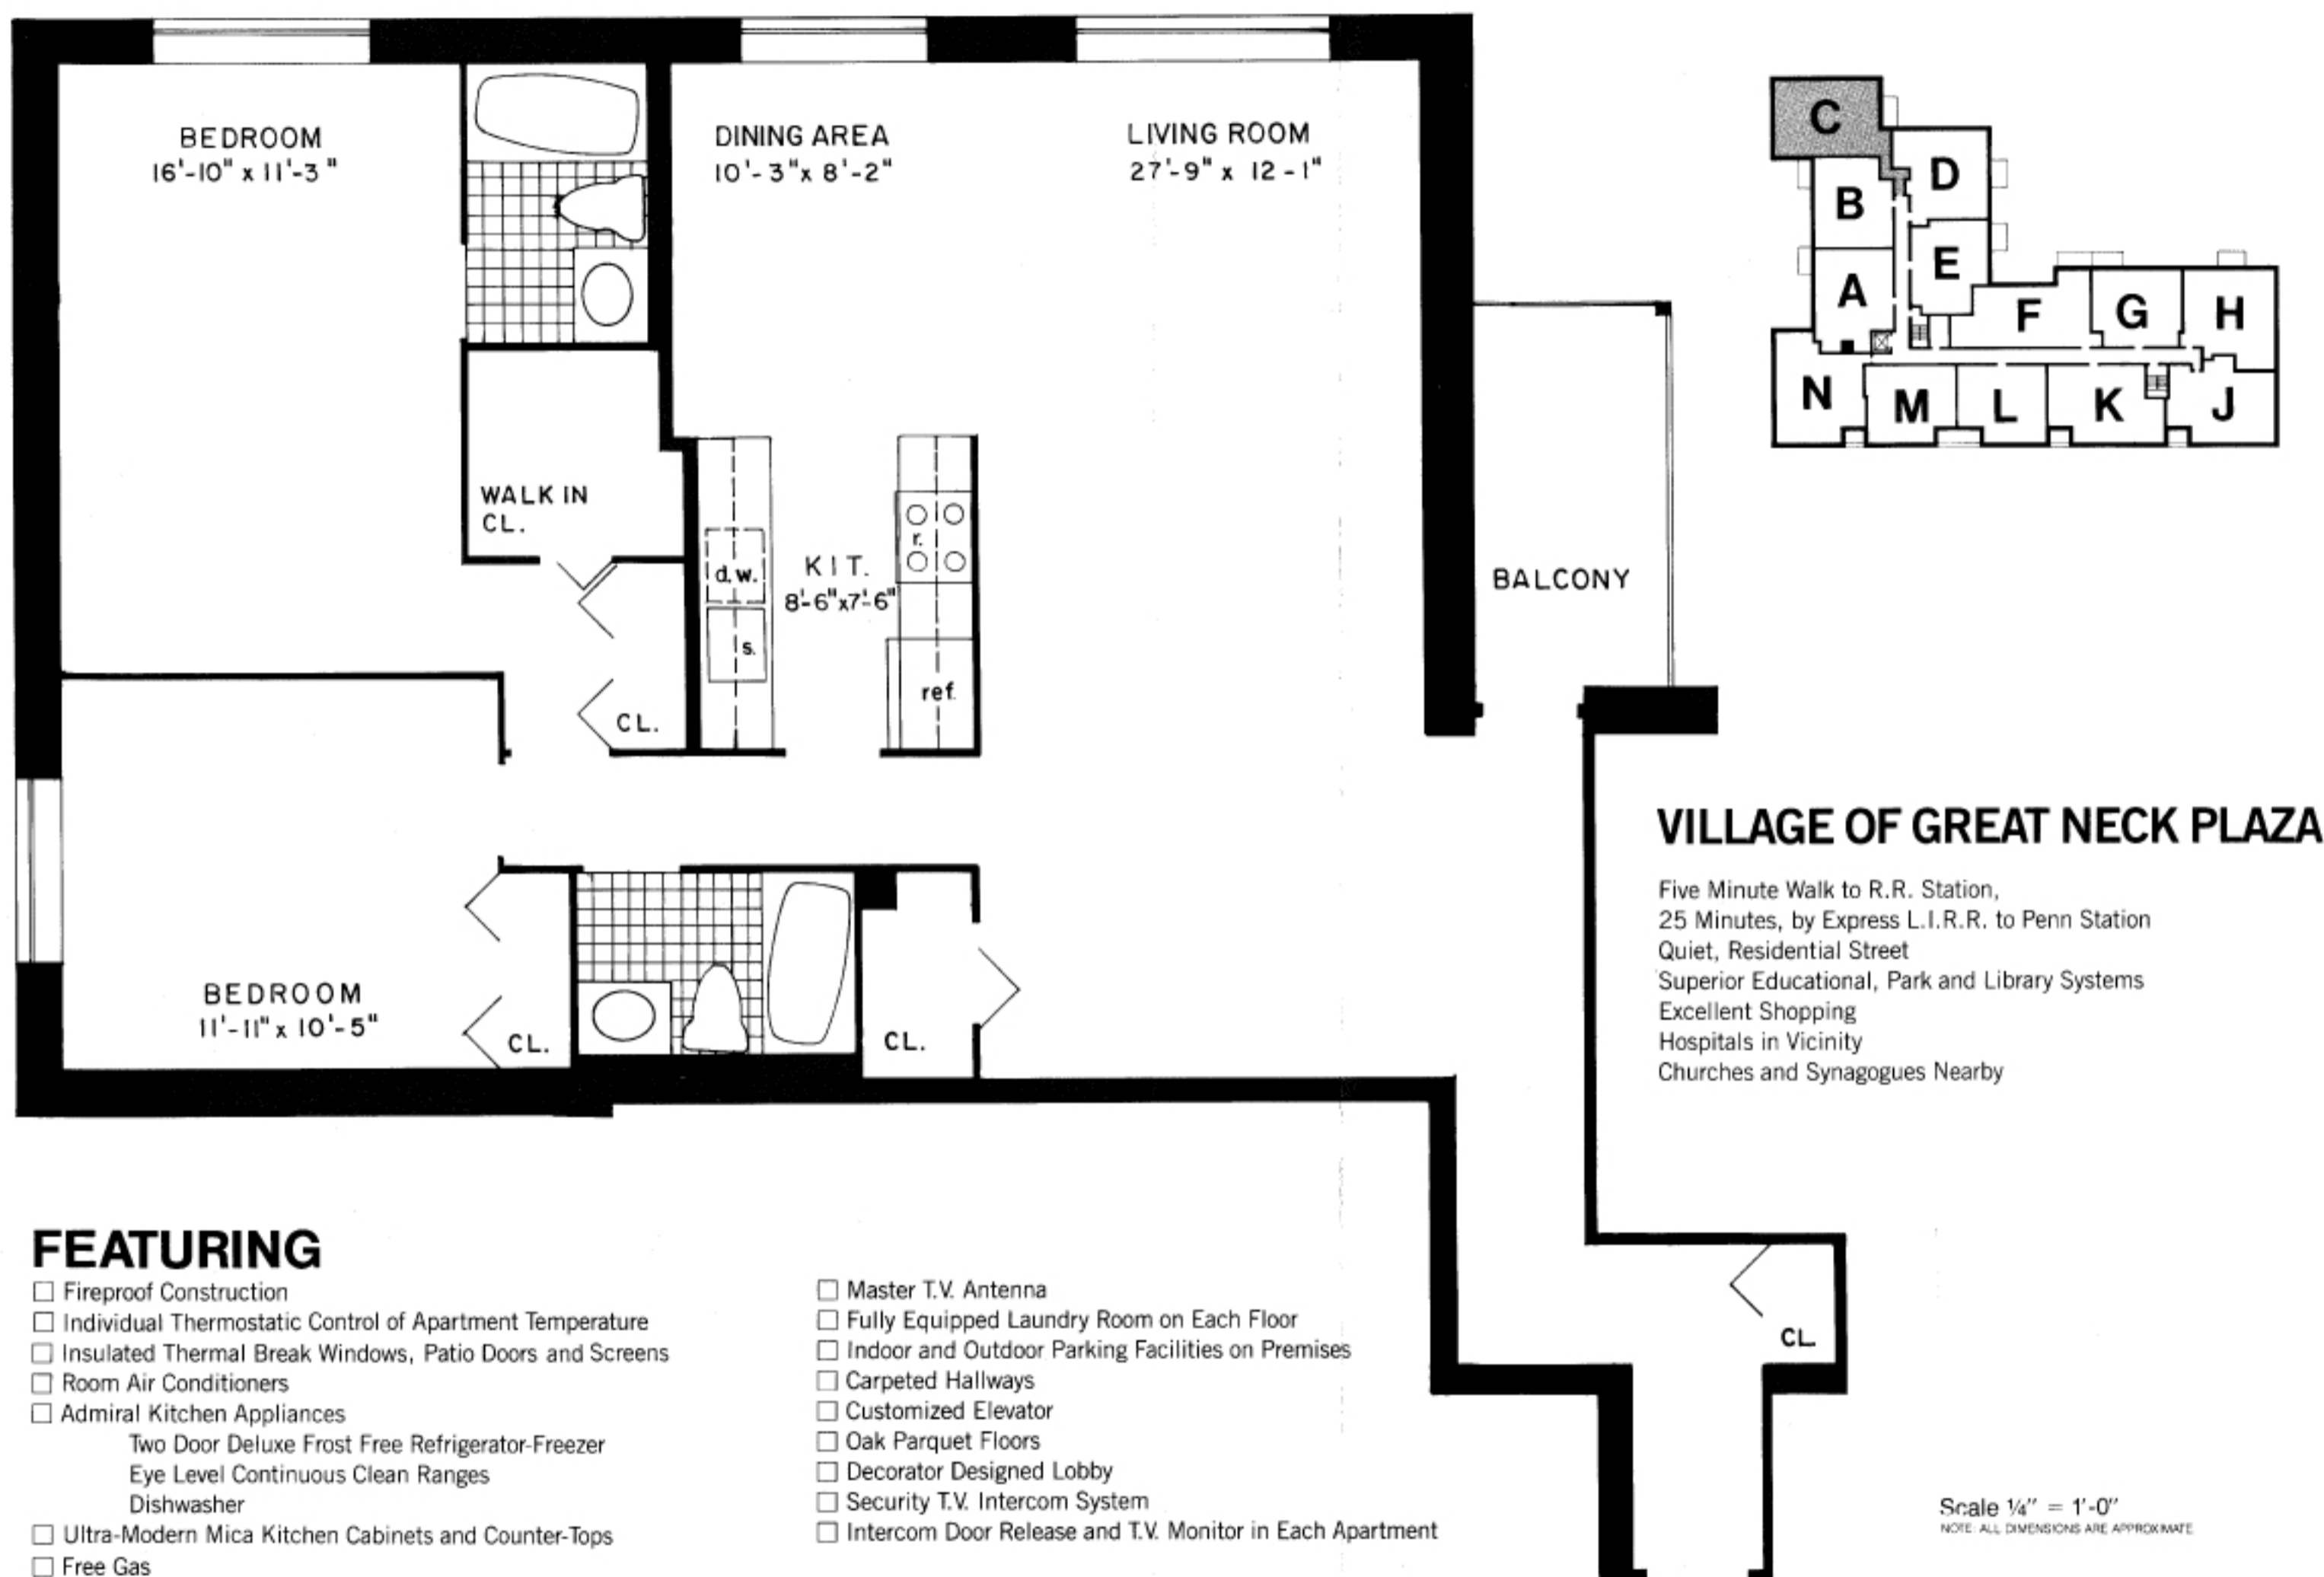 BEDROOM
16'-10" x 11'-3"
DINING AREA
10'-3"x 8'-2"
LIVING ROOM
27'-9" x 12-1"
C
D
B
E
A
F
G
H
N
M
L
K
J
WALK IN
CL.
d.w.
s.
KIT.
8'-6"x7'-6"
r.
ref.
CL.
BALCONY
BEDROOM
11'-11" x 10'-5"
CL.
CL.
CL
VILLAGE OF GREAT NECK PLAZA
Five Minute Walk to R.R. Station,
25 Minutes, by Express L.I.R.R. to Penn Station
Quiet, Residential Street
Superior Educational, Park and Library Systems
Excellent Shopping
Hospitals in Vicinity
Churches and Synagogues Nearby
FEATURING
Fireproof Construction
Individual Thermostatic Control of Apartment Temperature
Insulated Thermal Break Windows, Patio Doors and Screens
Room Air Conditioners
Admiral Kitchen Appliances
Two Door Deluxe Frost Free Refrigerator-Freezer
Eye Level Continuous Clean Ranges
Dishwasher
Ultra-Modern Mica Kitchen Cabinets and Counter-Tops
Free Gas
Master T.V. Antenna
Fully Equipped Laundry Room on Each Floor
Indoor and Outdoor Parking Facilities on Premises
Carpeted Hallways
Customized Elevator
Oak Parquet Floors
Decorator Designed Lobby
Security T.V. Intercom System
Intercom Door Release and T.V. Monitor in Each Apartment
Scale ¼" = 1'-0"
NOTE: ALL DIMENSIONS ARE APPROXIMATE